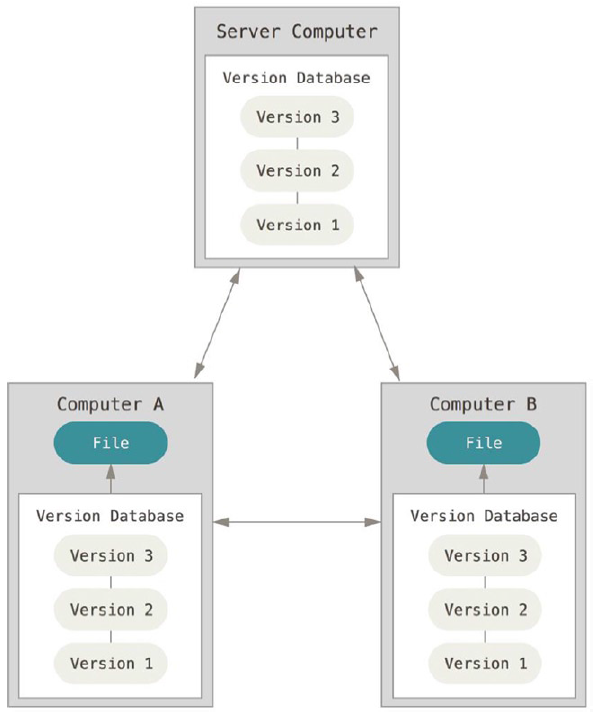 Server Computer
Version Database
Version 3
Version 2
Version 1
Computer A
File
Version Database
Version 3
Version 2
Version 1
Computer B
File
Version Database
Version 3
Version 2
Version 1